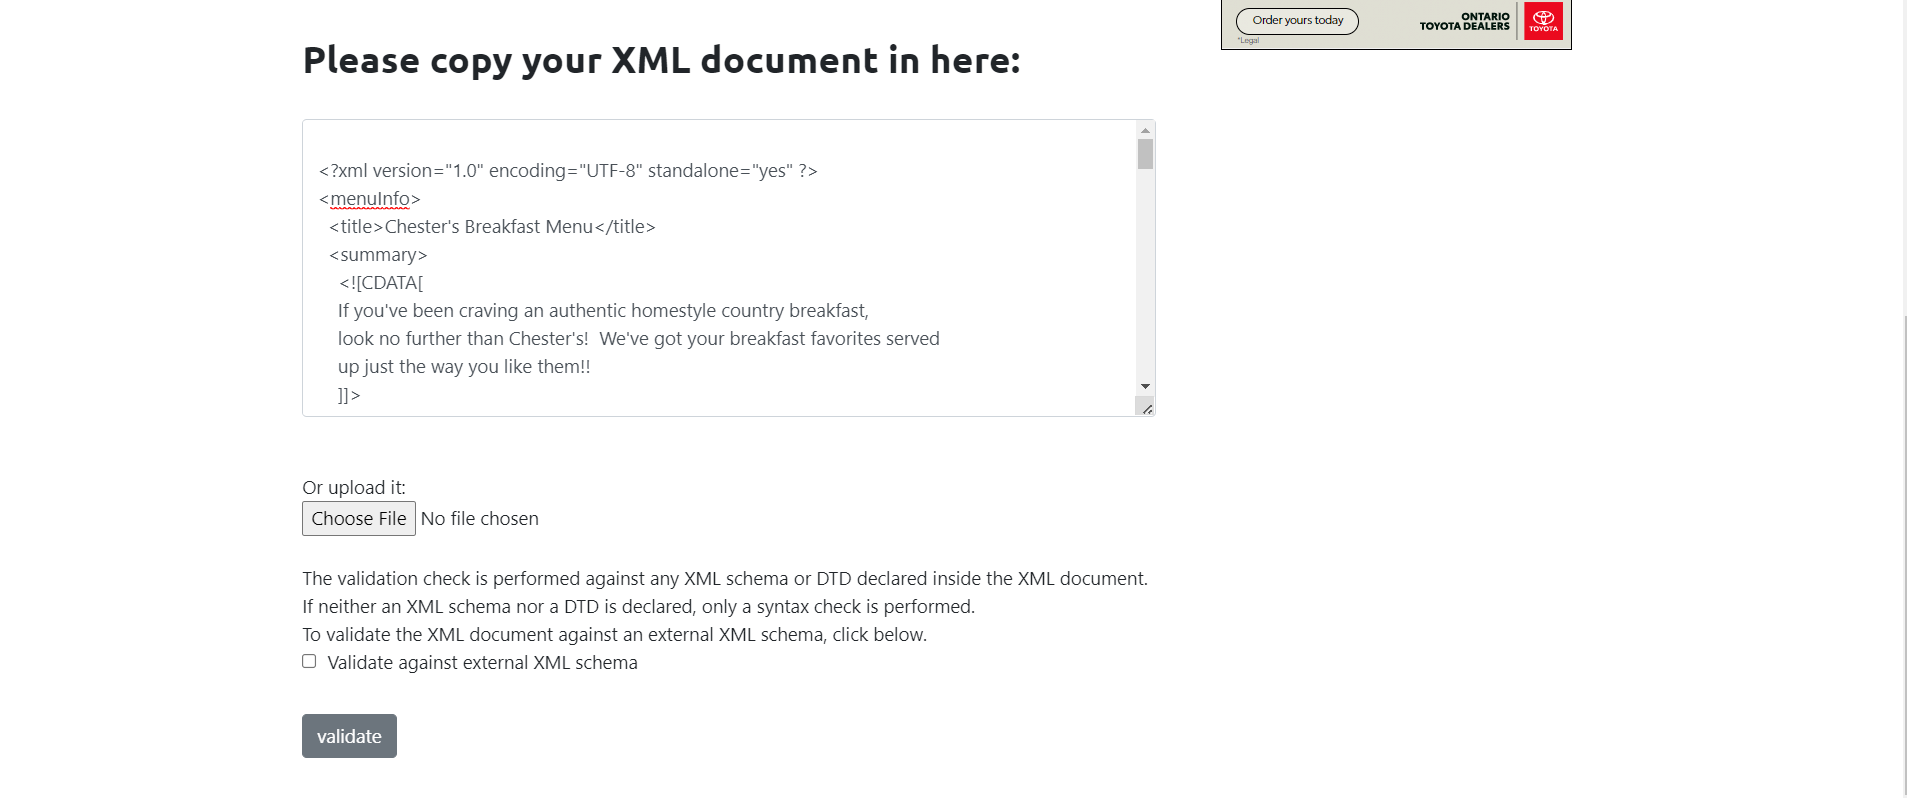 Order yours today
*Legal
ONTARIO
TOYOTA DEALERS
TOYOTA
Please copy your XML document in here:
<?xml version="1.0" encoding="UTF-8" standalone="yes" ?>
<menuInfo>
<title>Chester's Breakfast Menu</title>
<summary>
<![CDATA[
If you've been craving an authentic homestyle country breakfast,
look no further than Chester's!  We've got your breakfast favorites served
up just the way you like them!!
]]>
Or upload it:
Choose File No file chosen
The validation check is performed against any XML schema or DTD declared inside the XML document.
If neither an XML schema nor a DTD is declared, only a syntax check is performed.
To validate the XML document against an external XML schema, click below.
Validate against external XML schema
validate